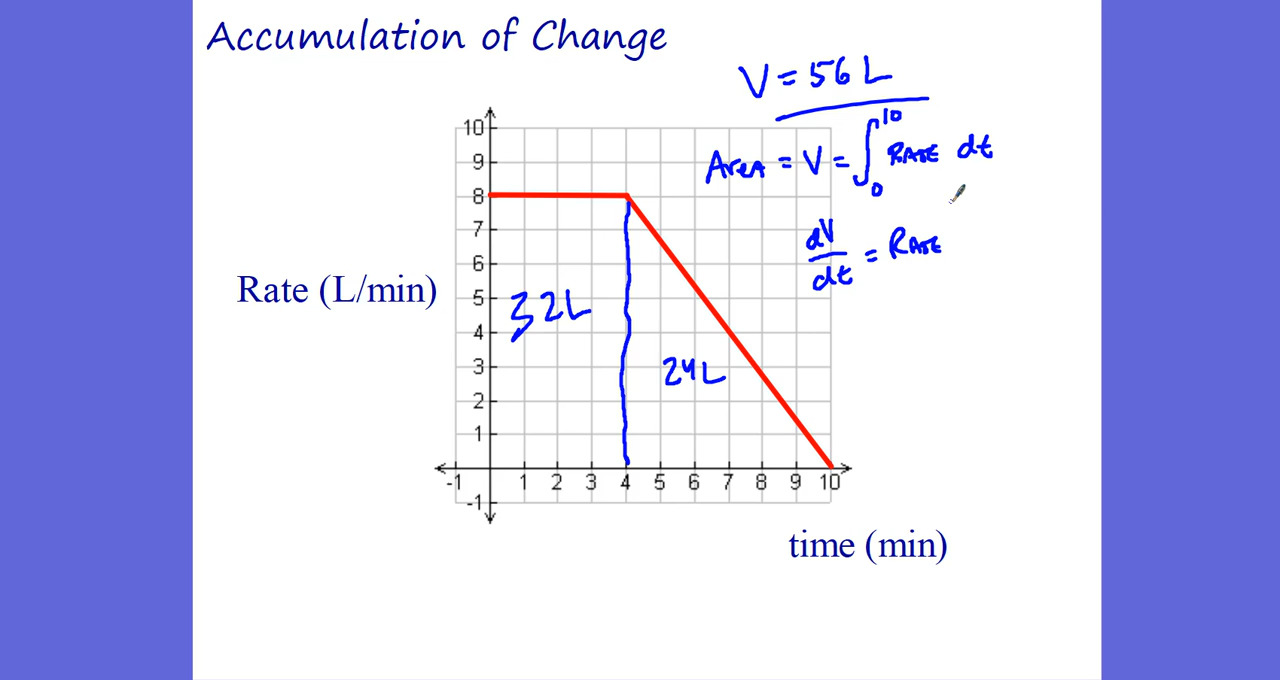 Accumulation of Change
V = 56 L
Area = V = ∫₀¹⁰ RATE dt
dV/dt = RATE
Rate (L/min)
10
9
8
7
6
5
4
3
2
1
-1
32L
24L
-1 1 2 3 4 5 6 7 8 9 10
time (min)